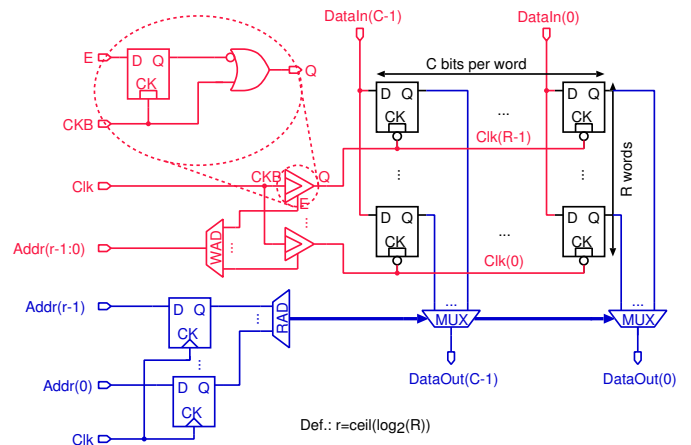 DataIn(C-1)
DataIn(0)
E
D Q
CK
Q
CKB
C bits per word
D Q
CK
...
D Q
CK
Clk(R-1)
R words
Clk
CKB
Q
E
...
...
...
WAD
...
Addr(r-1:0)
D Q
CK
...
D Q
CK
Clk(0)
Addr(r-1)
D Q
CK
...
RAD
...
MUX
...
MUX
...
Addr(0)
D Q
CK
DataOut(C-1)
DataOut(0)
Clk
Def.: r=ceil(log2(R))